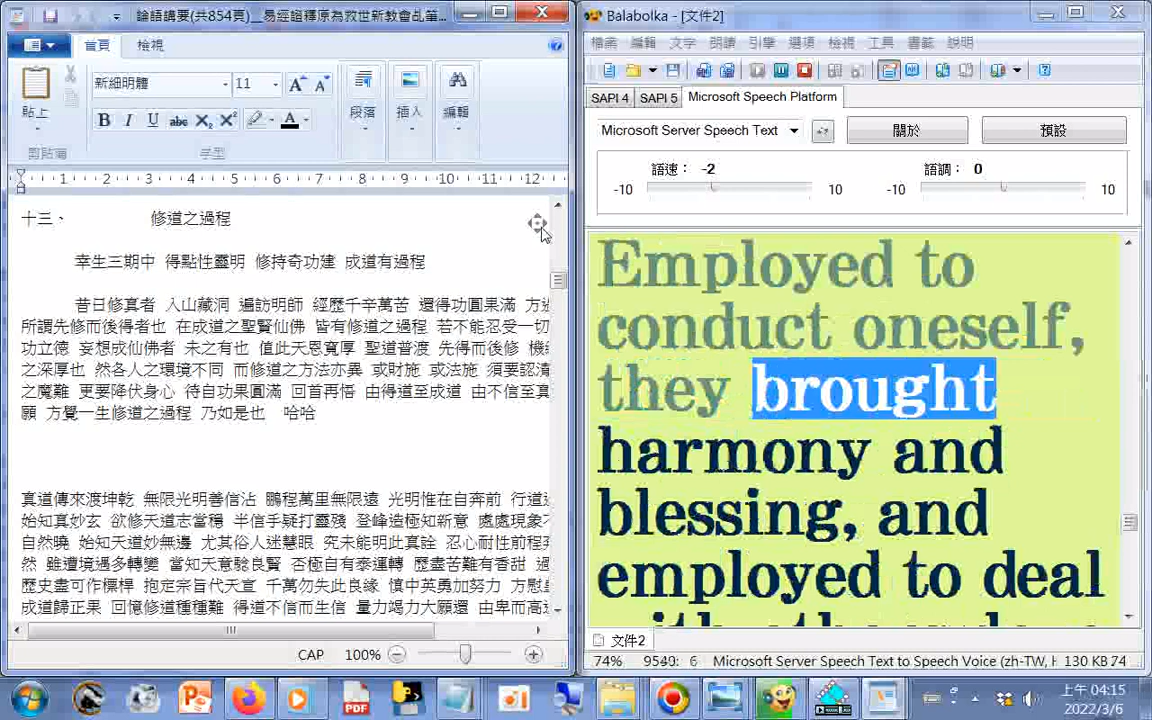 論語講要(共854頁)__易經證釋原為救世新教會乩筆...
首頁 檢視
新細明體 11
貼上
段落 插入 編輯
剪貼簿 字型
1 2 3 4 5 6 7 8 9 10 11 12
十三、 修道之過程
幸生三期中 得點性靈明 修持奇功建 成道有過程
昔日修真者 入山藏洞 遍訪明師 經歷千辛萬苦 還得功圓果滿 方
所謂先修而後得者也 在成道之聖賢仙佛 皆有修道之過程 若不能忍受一切
功立德 妄想成仙佛者 未之有也 值此天恩寬厚 聖道普渡 先得而後修 機
之深厚也 然各人之環境不同 而修道之方法亦異 或財施 或法施 須要認清
之魔難 更要降伏身心 待自功果圓滿 回首再悟 由得道至成道 由不信至真
願 方覺一生修道之過程 乃如是也 哈哈
真道傳來渡坤乾 無限光明善信沾 鵬程萬里無限遠 光明惟在自奔前 行道
始知真妙玄 欲修天道志當穩 半信半疑打靈殘 登峰造極知新意 處處現象
自然曉 始知天道妙無邊 尤其俗人迷慧眼 究未能明此真詮 忍心耐性前程
然 雖遭境遇多轉變 當知天意驗良賢 否極自有泰運轉 歷盡苦難有香甜 過
歷史盡可作標桿 抱定宗旨代天宣 千萬勿失此良緣 慎中英勇加努力 方慰
成道歸正果 回憶修道種種難 得道不信而生信 量力竭力大願還 由卑而高
CAP 100%
Balabolka - [文件2]
檔案 編輯 文字 朗讀 引擎 選項 檢視 工具 書籤 說明
SAPI 4 SAPI 5 Microsoft Speech Platform
Microsoft Server Speech Text 關於 預設
語速： -2 語調： 0
-10 10 -10 10
Employed to
conduct oneself,
they brought
harmony and
blessing, and
employed to deal
文件2
74% 9549: 6 Microsoft Server Speech Text to Speech Voice (zh-TW, H 130 KB 74
上午 04:15
2022/3/6